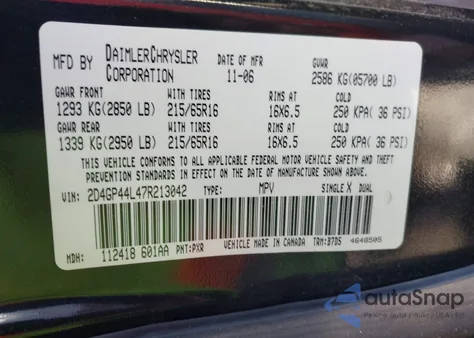 MFD BY DAIMLERCHRYSLER CORPORATION DATE OF MFR 11-06 GVWR 2586 KG(05700 LB)
GAWR FRONT WITH TIRES RIMS AT COLD
1293 KG(2850 LB) 215/65R16 16X6.5 250 KPA( 36 PSI)
GAWR REAR WITH TIRES RIMS AT COLD
1339 KG(2950 LB) 215/65R16 16X6.5 250 KPA( 36 PSI)
THIS VEHICLE CONFORMS TO ALL APPLICABLE FEDERAL MOTOR VEHICLE SAFETY AND THEFT
PREVENTION STANDARDS IN EFFECT ON THE DATE OF MANUFACTURE SHOWN ABOVE.
VIN: 2D4GP44L47R213042 TYPE: MPV SINGLE X DUAL
MDH: 112418 601AA PNT:PXR VEHICLE MADE IN CANADA TRM:B7D5 4648505
autoSnap